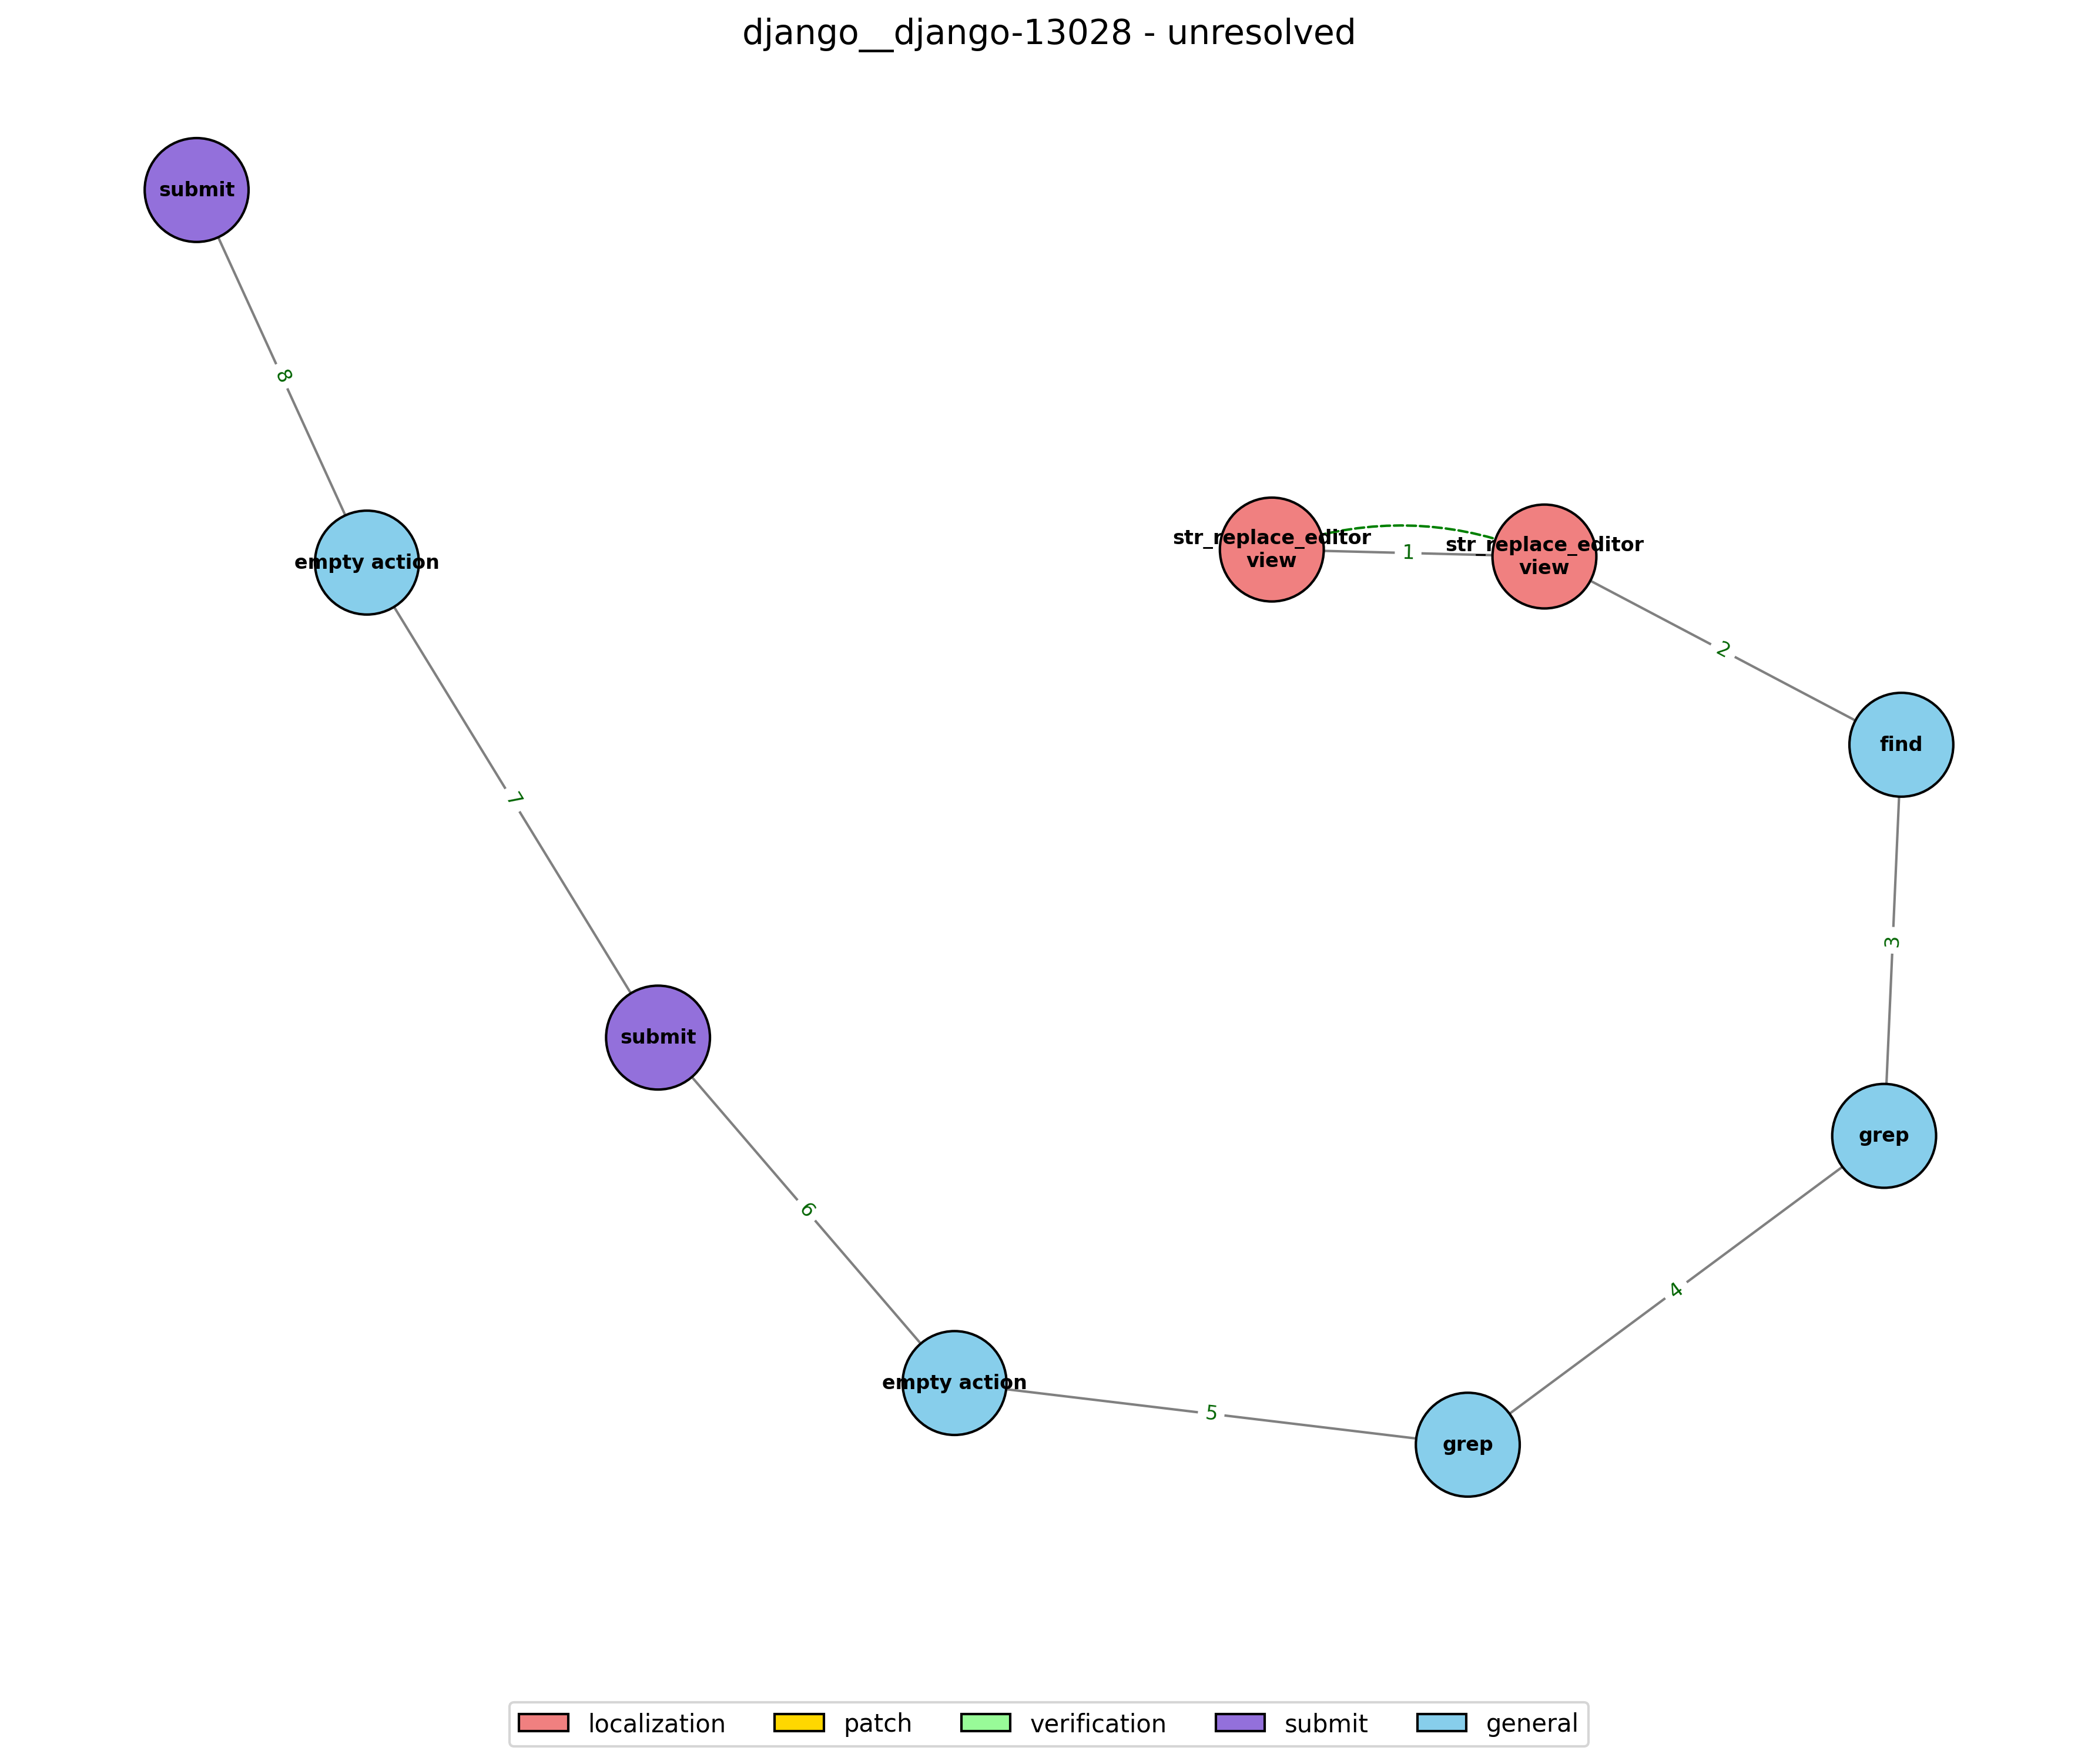 django__django-13028 - unresolved
submit
8
empty action
str_replace_editor
view
1
str_replace_editor
view
2
find
7
3
submit
grep
6
4
empty action
5
grep
localization
patch
verification
submit
general